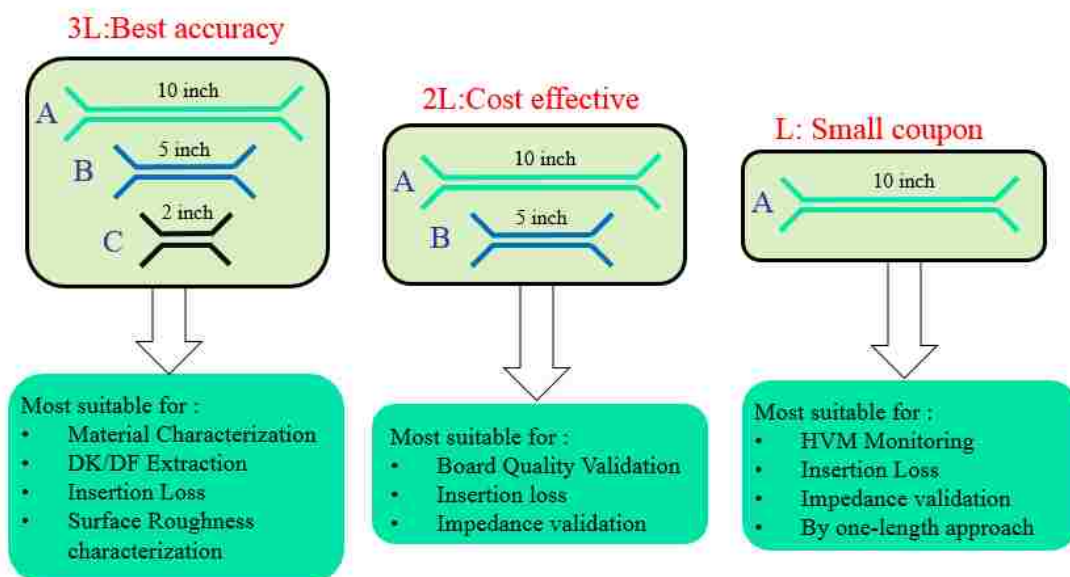 3L:Best accuracy
10 inch
A
5 inch
B
2 inch
C
Most suitable for :
• Material Characterization
• DK/DF Extraction
• Insertion Loss
• Surface Roughness
characterization
2L:Cost effective
10 inch
A
5 inch
B
Most suitable for :
• Board Quality Validation
• Insertion loss
• Impedance validation
L: Small coupon
10 inch
A
Most suitable for :
• HVM Monitoring
• Insertion Loss
• Impedance validation
• By one-length approach